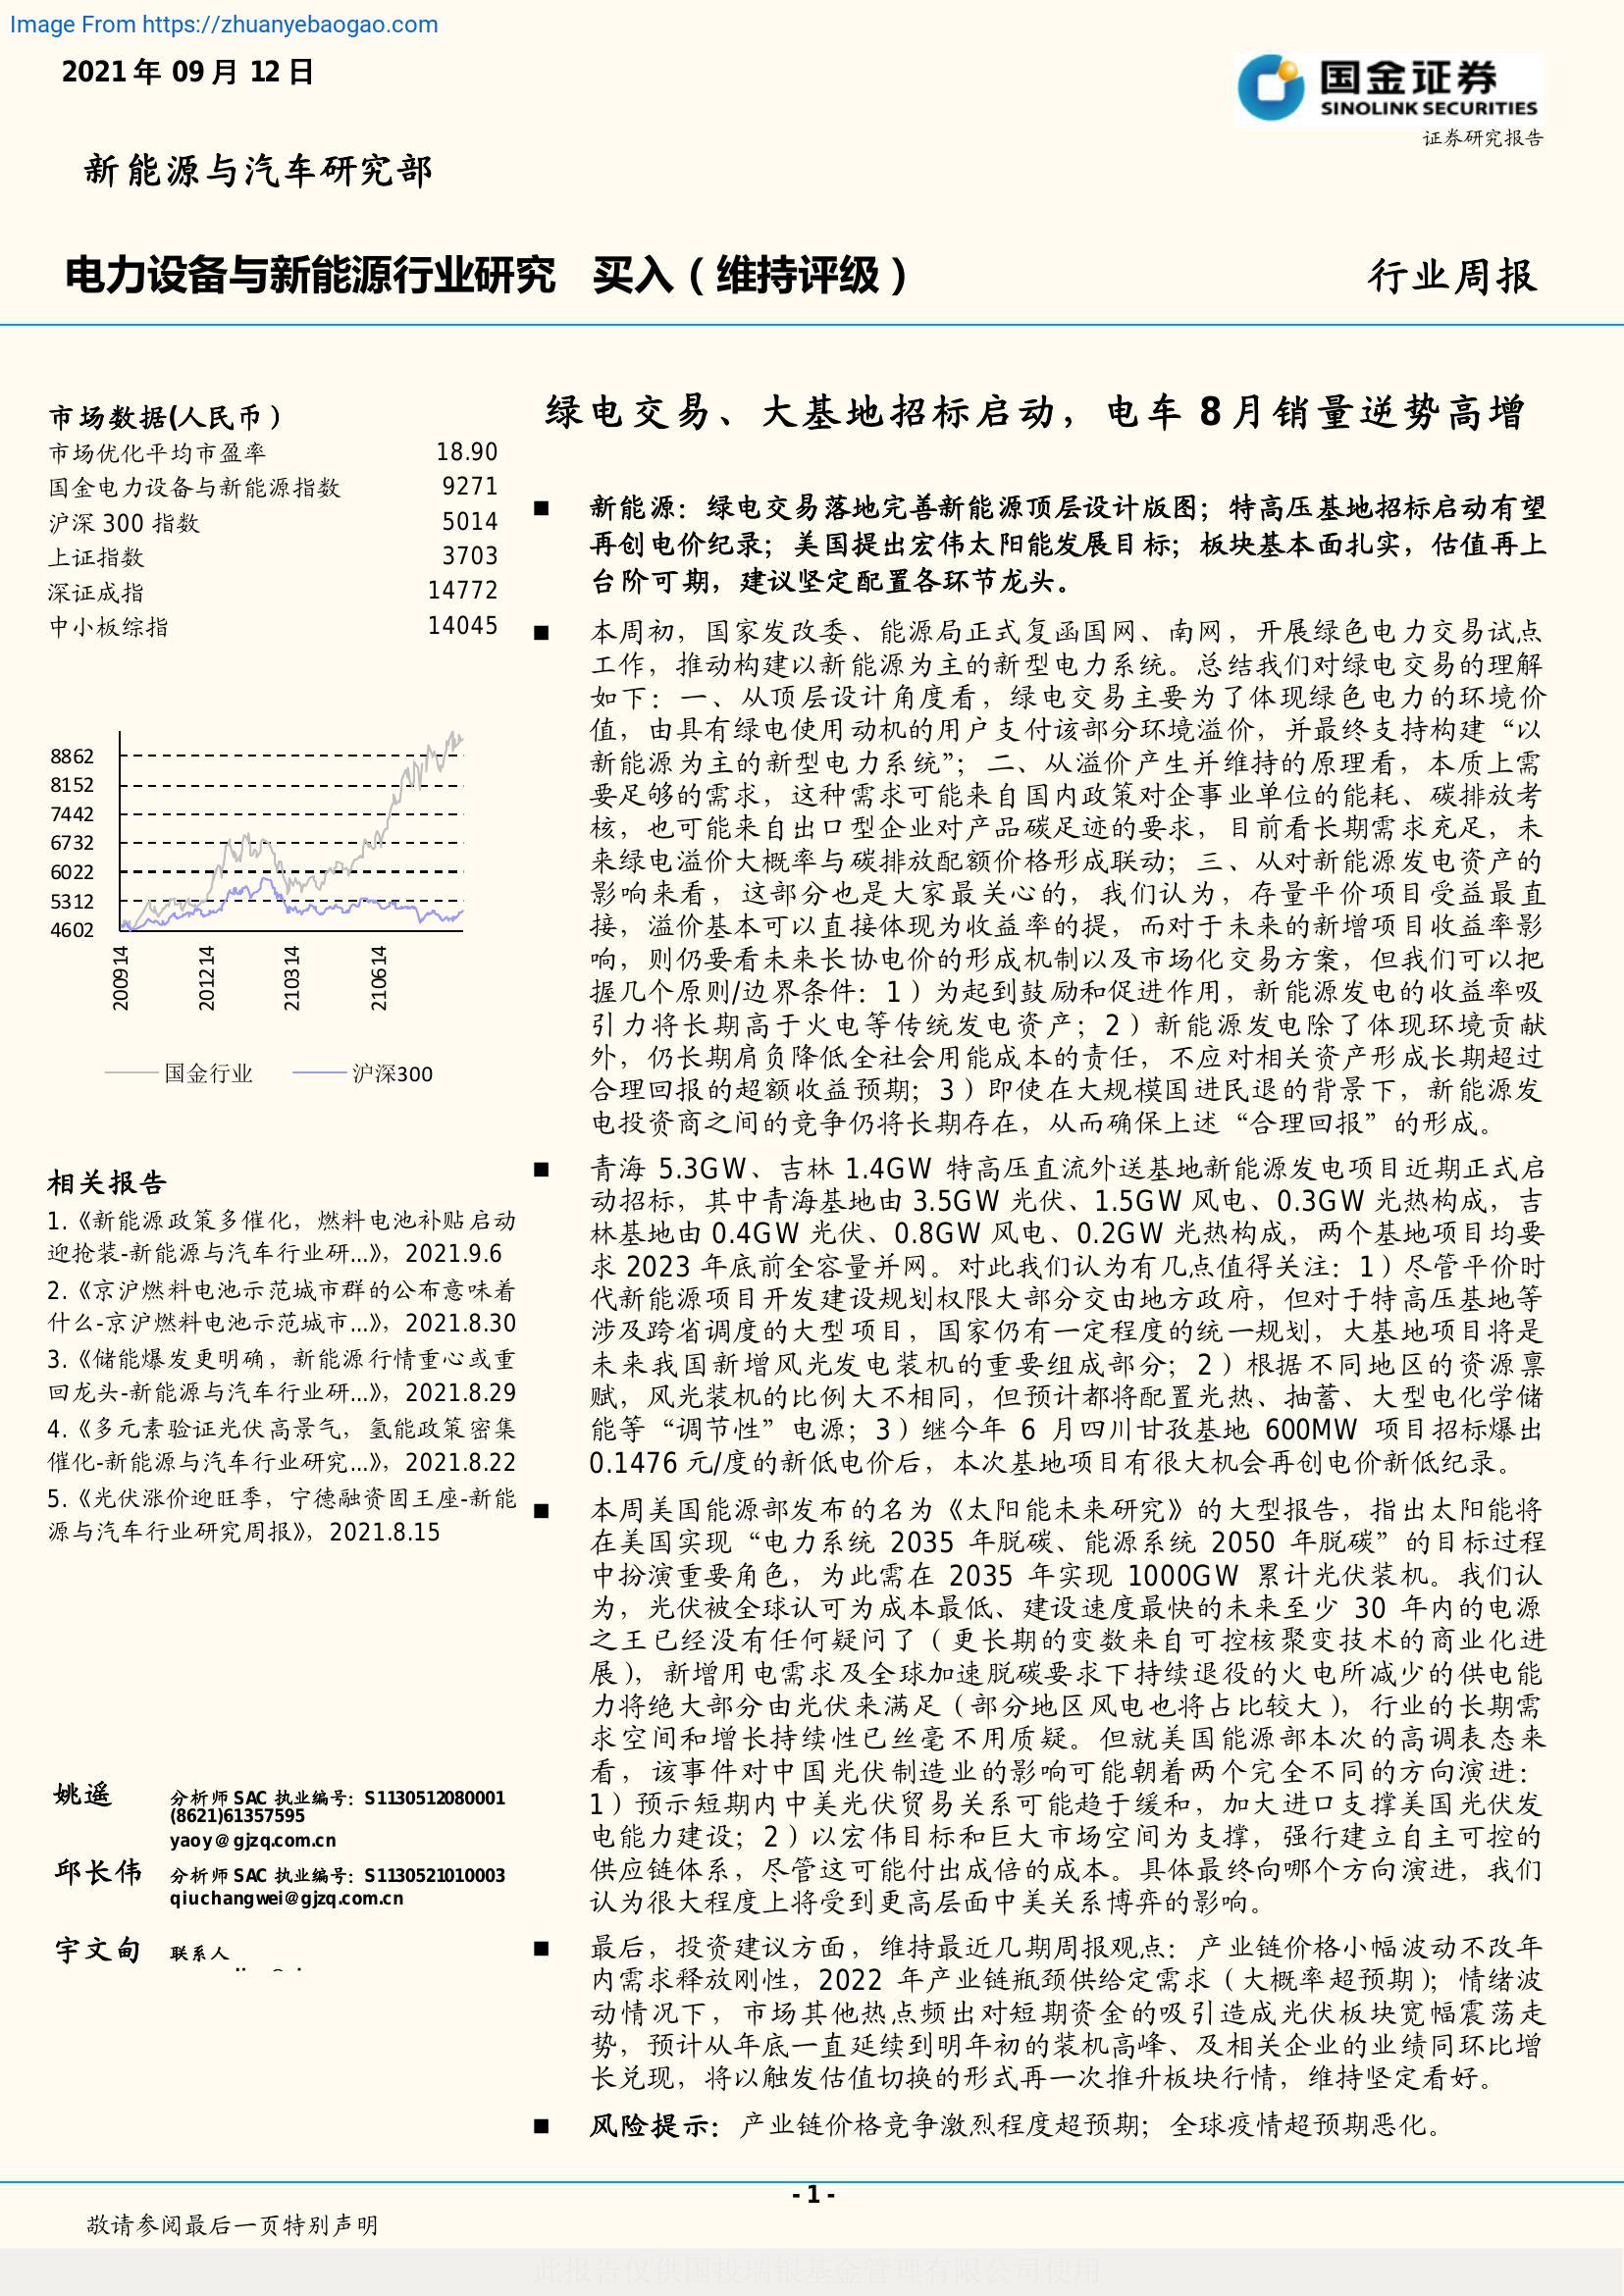 Image From https://zhuanyebaogao.com
2021 年 09 月 12 日
国金证券
SINOLINK SECURITIES
证券研究报告
新能源与汽车研究部
电力设备与新能源行业研究 买入(维持评级)
行业周报
市场数据(人民币)
市场优化平均市盈率 18.90
国金电力设备与新能源指数 9271
沪深 300 指数 5014
上证指数 3703
深证成指 14772
中小板综指 14045
8862
8152
7442
6732
6022
5312
4602
200914
201214
210314
210614
国金行业 沪深300
相关报告
1.《新能源政策多催化，燃料电池补贴启动
迎抢装-新能源与汽车行业研...》，2021.9.6
2.《京沪燃料电池示范城市群的公布意味着
什么-京沪燃料电池示范城市...》，2021.8.30
3.《储能爆发更明确，新能源行情重心或重
回龙头-新能源与汽车行业研...》，2021.8.29
4.《多元素验证光伏高景气，氢能政策密集
催化-新能源与汽车行业研究...》，2021.8.22
5.《光伏涨价迎旺季，宁德融资固王座-新能
源与汽车行业研究周报》，2021.8.15
姚遥 分析师 SAC 执业编号：S1130512080001
(8621)61357595
yaoy@gjzq.com.cn
邱长伟 分析师 SAC 执业编号：S1130521010003
qiuchangwei@gjzq.com.cn
宇文甸 联系人
绿电交易、大基地招标启动，电车 8 月销量逆势高增
■ 新能源：绿电交易落地完善新能源顶层设计版图；特高压基地招标启动有望
再创电价纪录；美国提出宏伟太阳能发展目标；板块基本面扎实，估值再上
台阶可期，建议坚定配置各环节龙头。
■ 本周初，国家发改委、能源局正式复函国网、南网，开展绿色电力交易试点
工作，推动构建以新能源为主的新型电力系统。总结我们对绿电交易的理解
如下：一、从顶层设计角度看，绿电交易主要为了体现绿色电力的环境价
值，由具有绿电使用动机的用户支付该部分环境溢价，并最终支持构建“以
新能源为主的新型电力系统”；二、从溢价产生并维持的原理看，本质上需
要足够的需求，这种需求可能来自国内政策对企事业单位的能耗、碳排放考
核，也可能来自出口型企业对产品碳足迹的要求，目前看长期需求充足，未
来绿电溢价大概率与碳排放配额价格形成联动；三、从对新能源发电资产的
影响来看，这部分也是大家最关心的，我们认为，存量平价项目受益最直
接，溢价基本可以直接体现为收益率的提，而对于未来的新增项目收益率影
响，则仍要看未来长协电价的形成机制以及市场化交易方案，但我们可以把
握几个原则/边界条件：1）为起到鼓励和促进作用，新能源发电的收益率吸
引力将长期高于火电等传统发电资产；2）新能源发电除了体现环境贡献
外，仍长期肩负降低全社会用能成本的责任，不应对相关资产形成长期超过
合理回报的超额收益预期；3）即使在大规模国进民退的背景下，新能源发
电投资商之间的竞争仍将长期存在，从而确保上述“合理回报”的形成。
■ 青海 5.3GW、吉林 1.4GW 特高压直流外送基地新能源发电项目近期正式启
动招标，其中青海基地由 3.5GW 光伏、1.5GW 风电、0.3GW 光热构成，吉
林基地由 0.4GW 光伏、0.8GW 风电、0.2GW 光热构成，两个基地项目均要
求 2023 年底前全容量并网。对此我们认为有几点值得关注：1）尽管平价时
代新能源项目开发建设规划权限大部分交由地方政府，但对于特高压基地等
涉及跨省调度的大型项目，国家仍有一定程度的统一规划，大基地项目将是
未来我国新增风光发电装机的重要组成部分；2）根据不同地区的资源禀
赋，风光装机的比例大不相同，但预计都将配置光热、抽蓄、大型电化学储
能等“调节性”电源；3）继今年 6 月四川甘孜基地 600MW 项目招标爆出
0.1476 元/度的新低电价后，本次基地项目有很大机会再创电价新低纪录。
■ 本周美国能源部发布的名为《太阳能未来研究》的大型报告，指出太阳能将
在美国实现“电力系统 2035 年脱碳、能源系统 2050 年脱碳”的目标过程
中扮演重要角色，为此需在 2035 年实现 1000GW 累计光伏装机。我们认
为，光伏被全球认可为成本最低、建设速度最快的未来至少 30 年内的电源
之王已经没有任何疑问了（更长期的变数来自可控核聚变技术的商业化进
展），新增用电需求及全球加速脱碳要求下持续退役的火电所减少的供电能
力将绝大部分由光伏来满足（部分地区风电也将占比较大），行业的长期需
求空间和增长持续性已丝毫不用质疑。但就美国能源部本次的高调表态来
看，该事件对中国光伏制造业的影响可能朝着两个完全不同的方向演进：
1）预示短期内中美光伏贸易关系可能趋于缓和，加大进口支撑美国光伏发
电能力建设；2）以宏伟目标和巨大市场空间为支撑，强行建立自主可控的
供应链体系，尽管这可能付出成倍的成本。具体最终向哪个方向演进，我们
认为很大程度上将受到更高层面中美关系博弈的影响。
■ 最后，投资建议方面，维持最近几期周报观点：产业链价格小幅波动不改年
内需求释放刚性，2022 年产业链瓶颈供给定需求（大概率超预期）；情绪波
动情况下，市场其他热点频出对短期资金的吸引造成光伏板块宽幅震荡走
势，预计从年底一直延续到明年初的装机高峰、及相关企业的业绩同环比增
长兑现，将以触发估值切换的形式再一次推升板块行情，维持坚定看好。
■ 风险提示：产业链价格竞争激烈程度超预期；全球疫情超预期恶化。
- 1 -
敬请参阅最后一页特别声明
此报告仅供国投瑞银基金管理有限公司使用